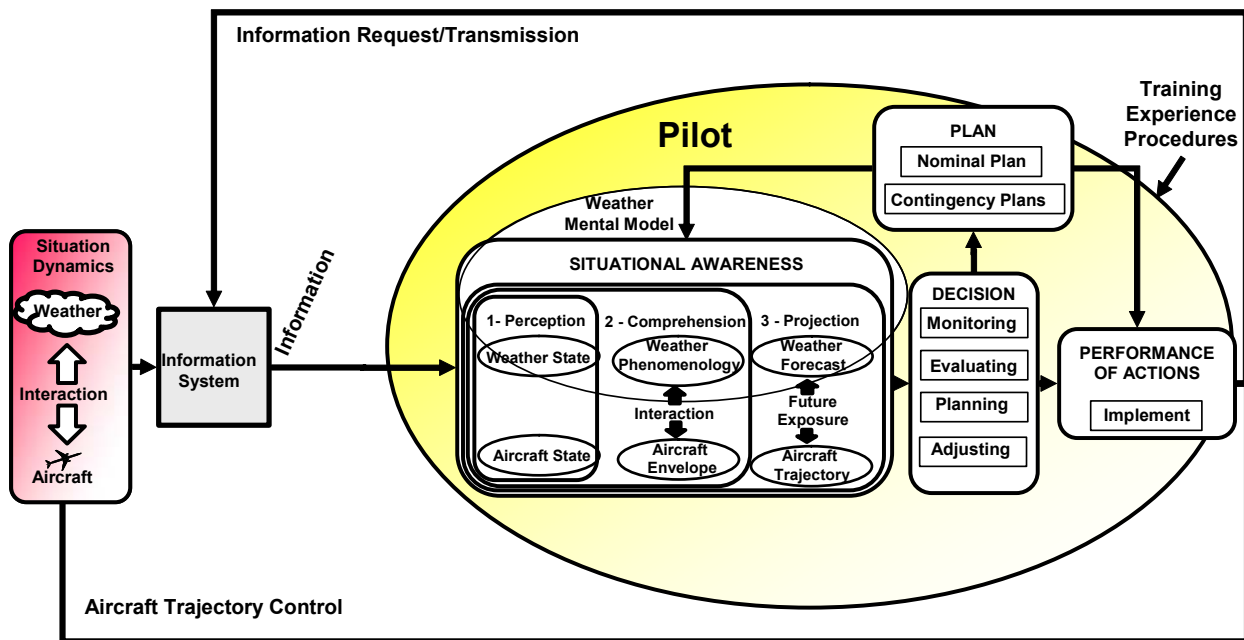 Information Request/Transmission
Training
Experience
Procedures
Pilot
PLAN
Nominal Plan
Contingency Plans
Weather
Mental Model
Situation
Dynamics
Weather
Interaction
Aircraft
Information
System
Information
SITUATIONAL AWARENESS
1- Perception
Weather State
Aircraft State
2 - Comprehension
Weather
Phenomenology
Interaction
Aircraft
Envelope
3 - Projection
Weather
Forecast
Future
Exposure
Aircraft
Trajectory
DECISION
Monitoring
Evaluating
Planning
Adjusting
PERFORMANCE
OF ACTIONS
Implement
Aircraft Trajectory Control